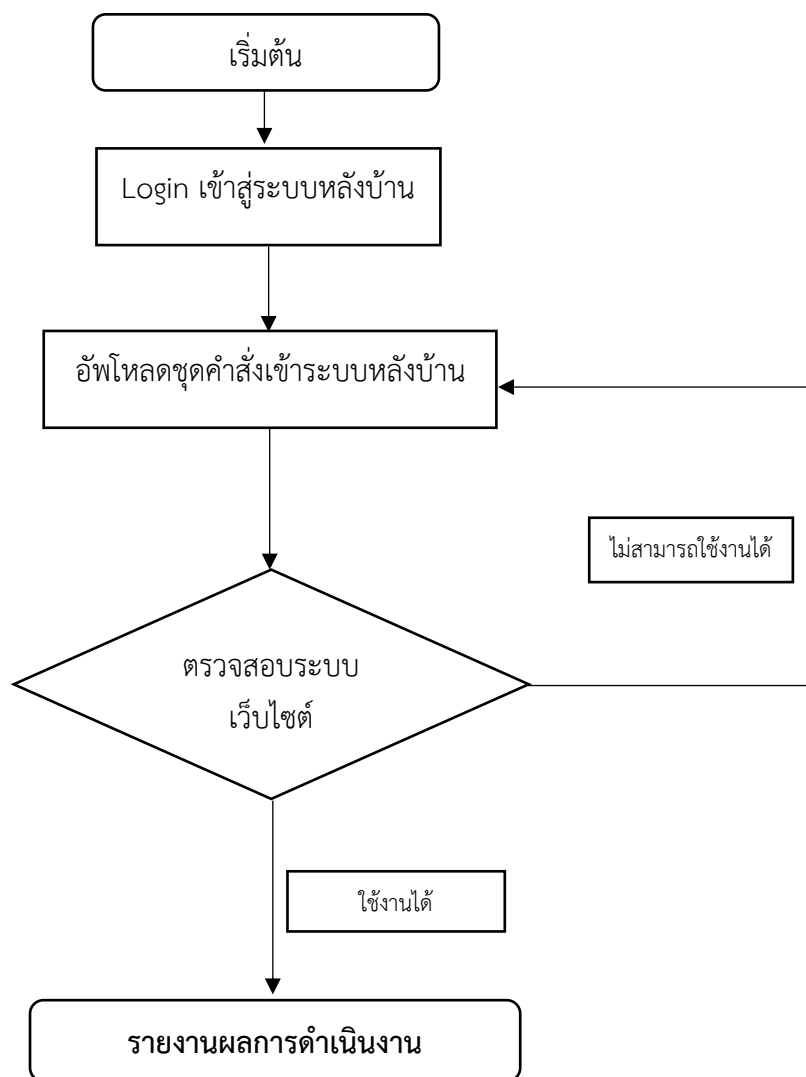 เริ่มต้น
Login เข้าสู่ระบบหลังบ้าน
อัพโหลดชุดคำสั่งเข้าระบบหลังบ้าน
ไม่สามารถใช้งานได้
ตรวจสอบระบบ
เว็บไซต์
ใช้งานได้
รายงานผลการดำเนินงาน